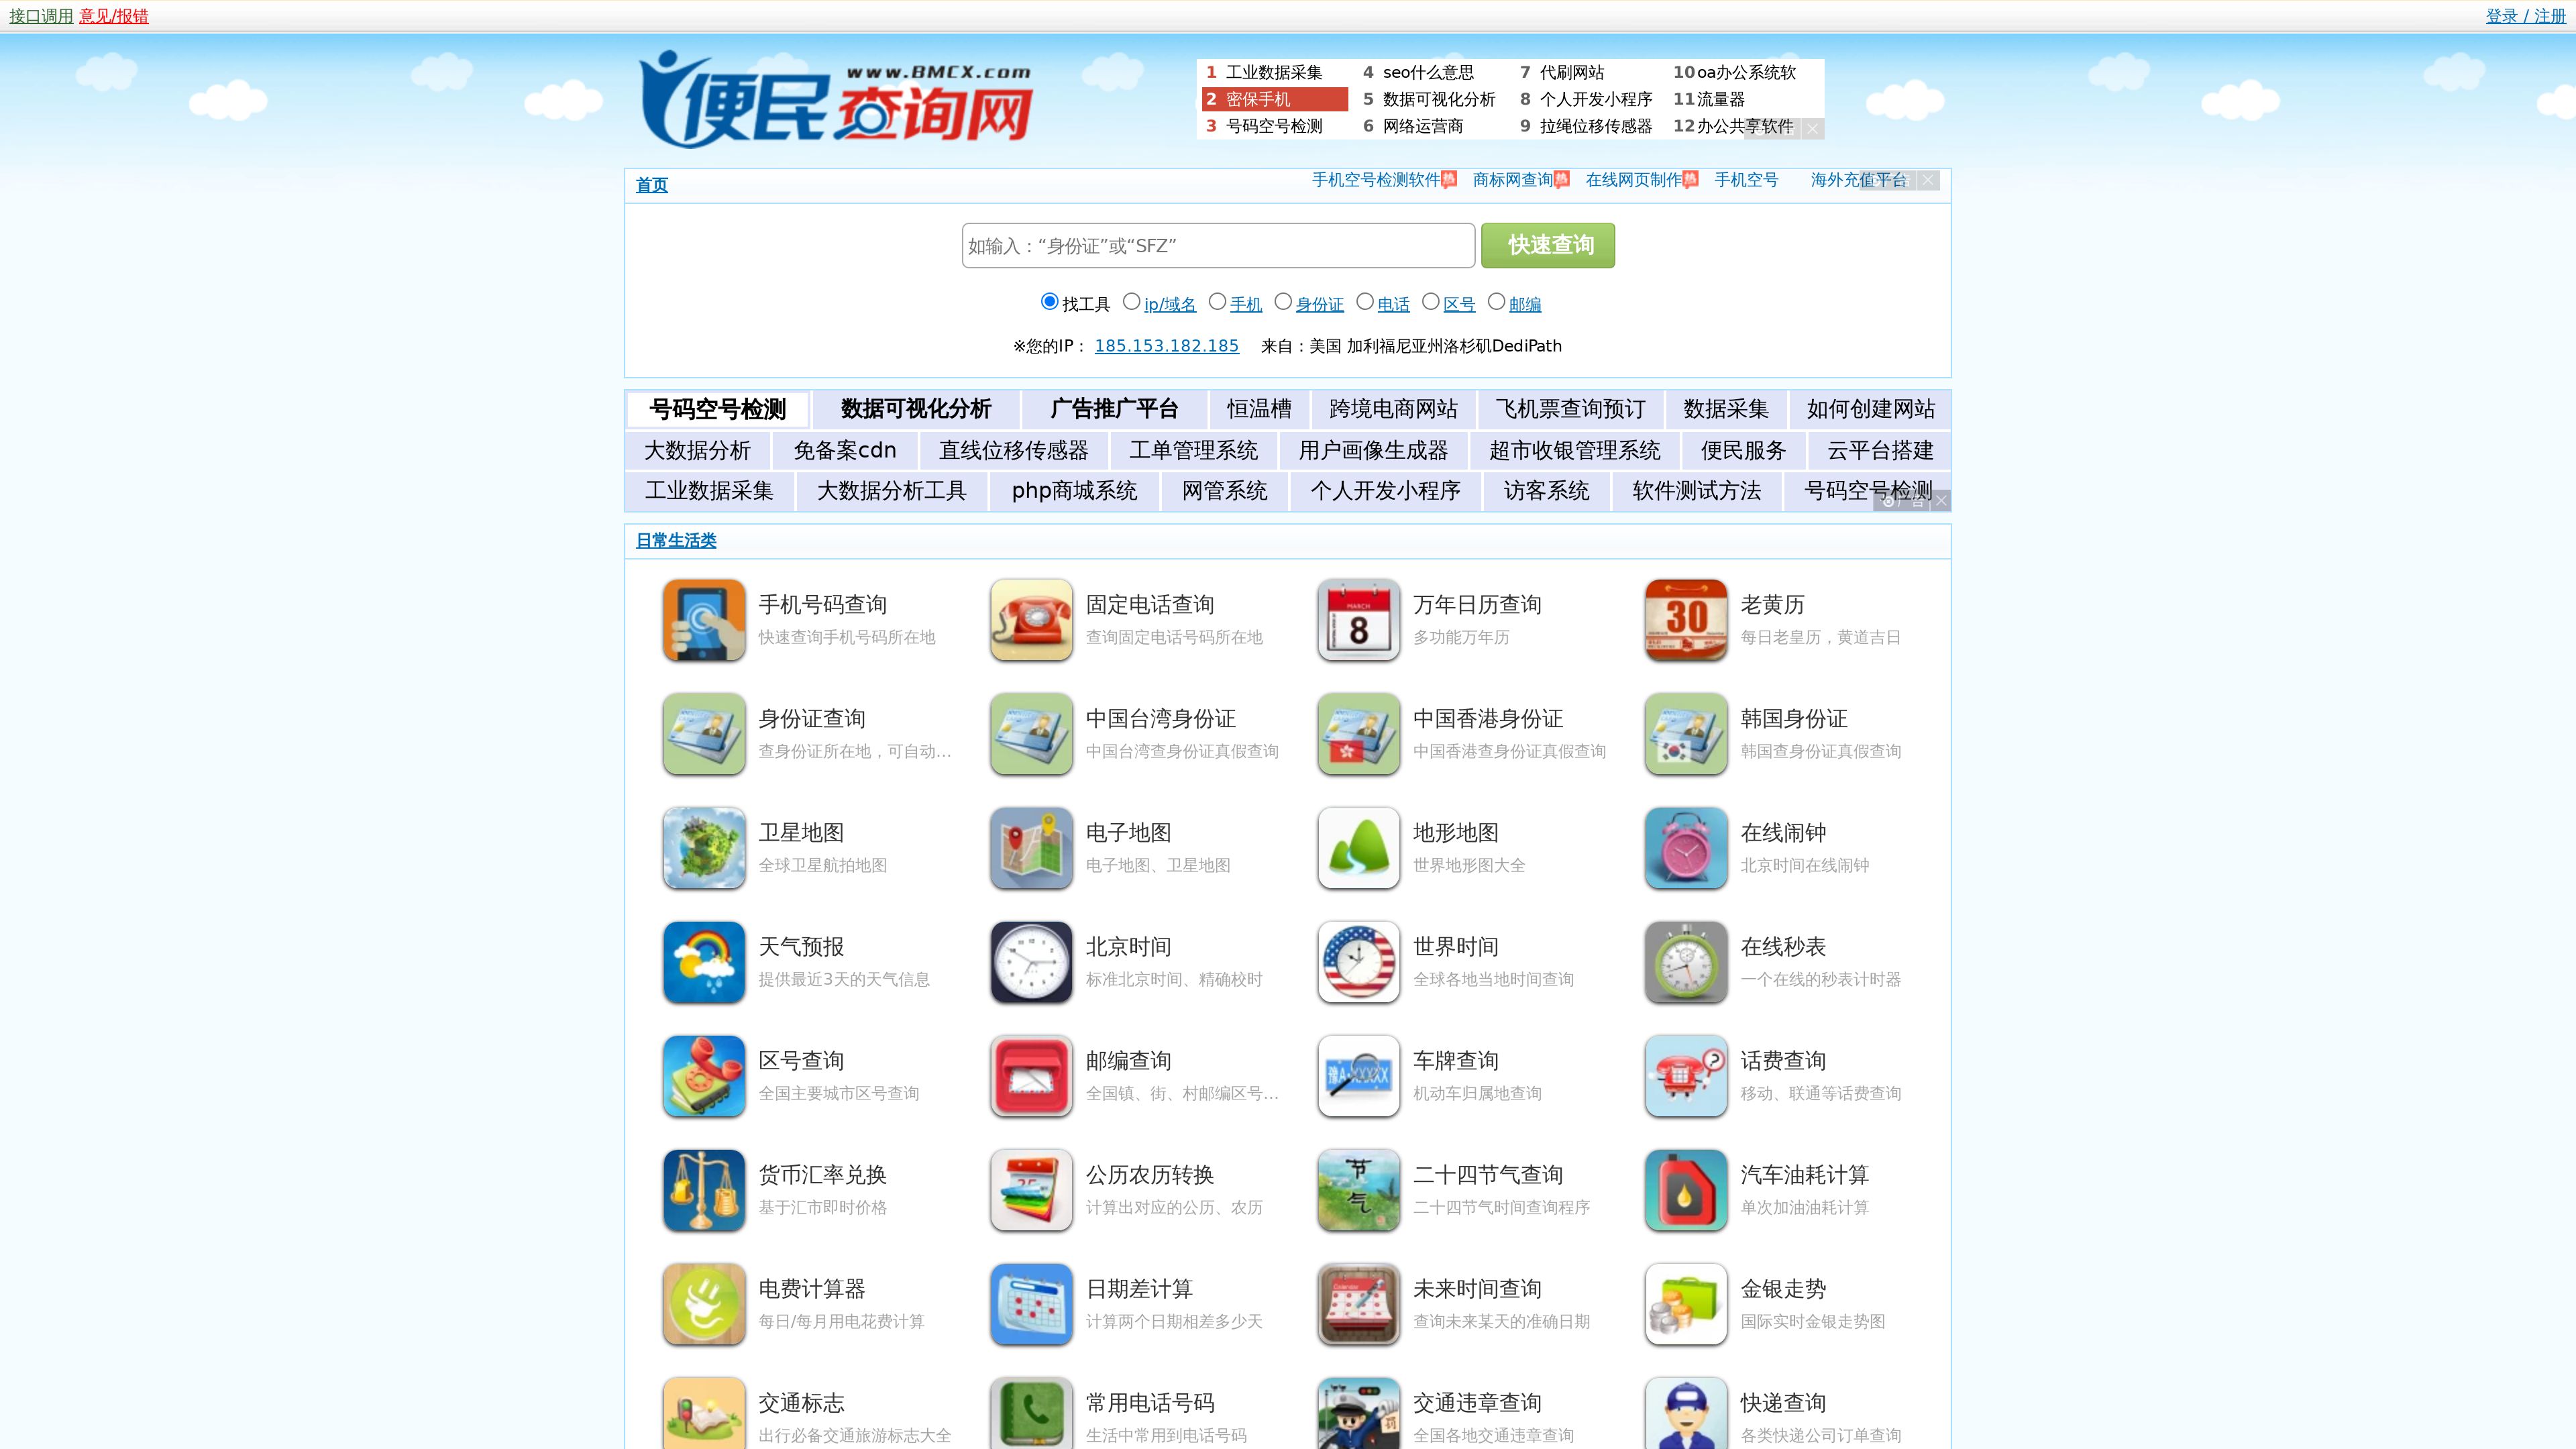 接口调用 意见/报错 登录 / 注册
www.BMCX.com
便民查询网
1 工业数据采集 4 seo什么意思 7 代刷网站 10 oa办公系统软
2 密保手机 5 数据可视化分析 8 个人开发小程序 11 流量器
3 号码空号检测 6 网络运营商 9 拉绳位移传感器 12 办公共享软件
首页 手机空号检测软件 热 商标网查询 热 在线网页制作 热 手机空号 海外充值平台
如输入：“身份证”或“SFZ” 快速查询
找工具 ip/域名 手机 身份证 电话 区号 邮编
※您的IP： 185.153.182.185 来自：美国 加利福尼亚州洛杉矶DediPath
号码空号检测 数据可视化分析 广告推广平台 恒温槽 跨境电商网站 飞机票查询预订 数据采集 如何创建网站
大数据分析 免备案cdn 直线位移传感器 工单管理系统 用户画像生成器 超市收银管理系统 便民服务 云平台搭建
工业数据采集 大数据分析工具 php商城系统 网管系统 个人开发小程序 访客系统 软件测试方法 号码空号检测
广告
日常生活类
手机号码查询 固定电话查询 万年日历查询 老黄历
快速查询手机号码所在地 查询固定电话号码所在地 多功能万年历 每日老皇历，黄道吉日
MARCH
8
30
身份证查询 中国台湾身份证 中国香港身份证 韩国身份证
查身份证所在地，可自动... 中国台湾查身份证真假查询 中国香港查身份证真假查询 韩国查身份证真假查询
卫星地图 电子地图 地形地图 在线闹钟
全球卫星航拍地图 电子地图、卫星地图 世界地形图大全 北京时间在线闹钟
天气预报 北京时间 世界时间 在线秒表
提供最近3天的天气信息 标准北京时间、精确校时 全球各地当地时间查询 一个在线的秒表计时器
区号查询 邮编查询 车牌查询 话费查询
全国主要城市区号查询 全国镇、街、村邮编区号... 机动车归属地查询 移动、联通等话费查询
货币汇率兑换 公历农历转换 二十四节气查询 汽车油耗计算
基于汇市即时价格 计算出对应的公历、农历 二十四节气时间查询程序 单次加油油耗计算
节气
电费计算器 日期差计算 未来时间查询 金银走势
每日/每月用电花费计算 计算两个日期相差多少天 查询未来某天的准确日期 国际实时金银走势图
Calendar
交通标志 常用电话号码 交通违章查询 快递查询
出行必备交通旅游标志大全 生活中常用到电话号码 全国各地交通违章查询 各类快递公司订单查询